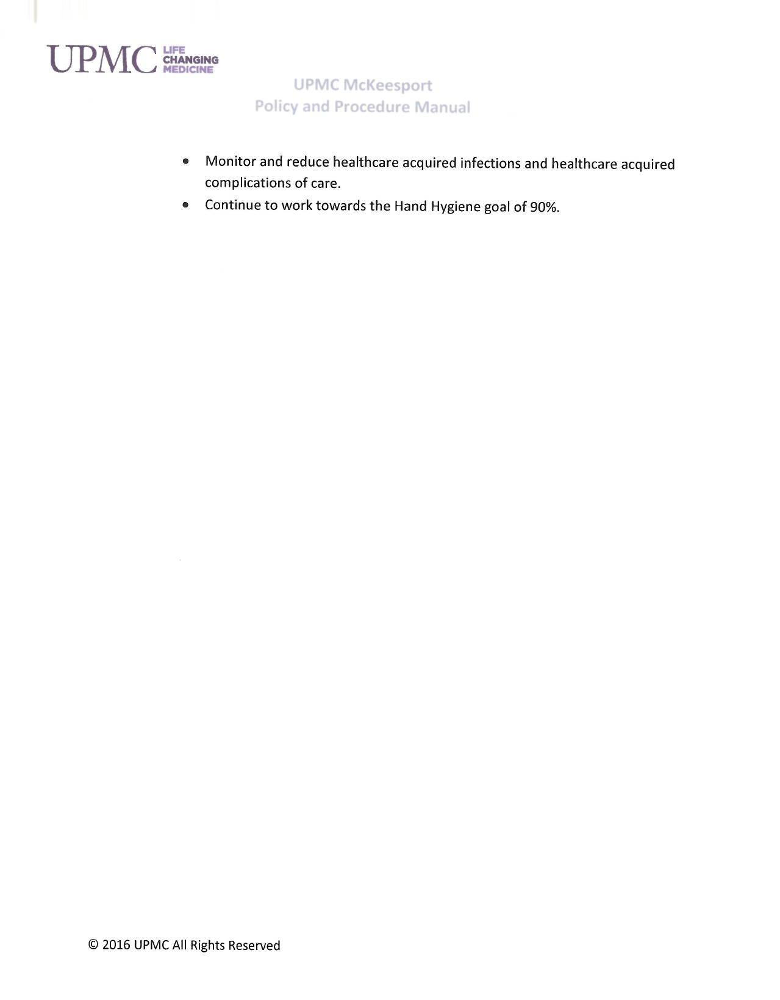 UPMC LIFE
CHANGING
MEDICINE
UPMC McKeesport
Policy and Procedure Manual
• Monitor and reduce healthcare acquired infections and healthcare acquired
complications of care.
• Continue to work towards the Hand Hygiene goal of 90%.
© 2016 UPMC All Rights Reserved